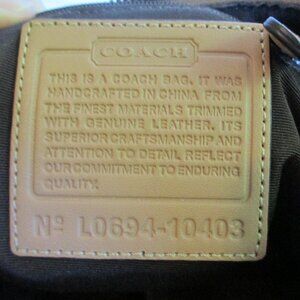 COACH
THIS IS A COACH BAG. IT WAS
HANDCRAFTED IN CHINA FROM
THE FINEST MATERIALS TRIMMED
WITH GENUINE LEATHER. ITS
SUPERIOR CRAFTSMANSHIP AND
ATTENTION TO DETAIL REFLECT
OUR COMMITMENT TO ENDURING
QUALITY.
Nº L0694-10403